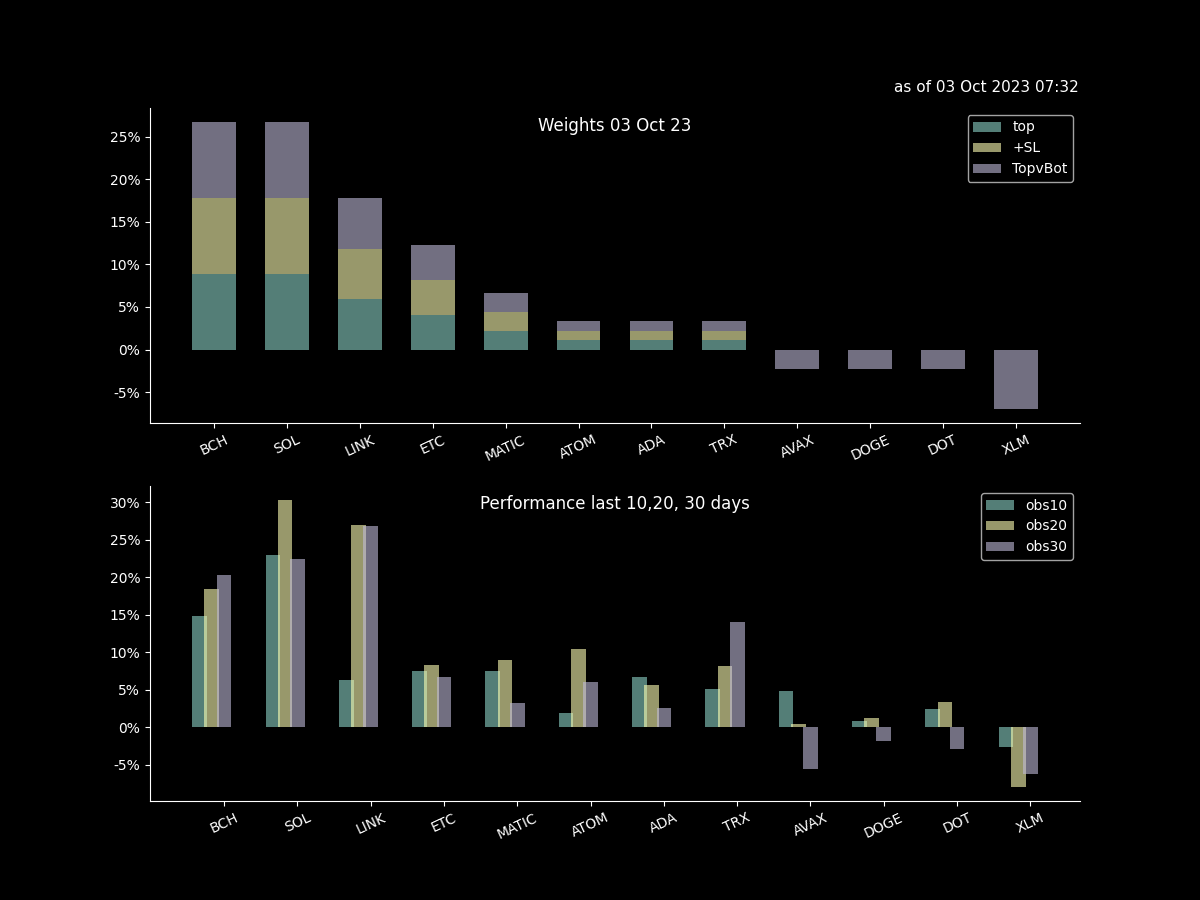 as of 03 Oct 2023 07:32
Weights 03 Oct 23
top
+SL
TopvBot
25%
20%
15%
10%
5%
0%
-5%
BCH SOL LINK ETC MATIC ATOM ADA TRX AVAX DOGE DOT XLM
Performance last 10,20, 30 days
obs10
obs20
obs30
30%
25%
20%
15%
10%
5%
0%
-5%
BCH SOL LINK ETC MATIC ATOM ADA TRX AVAX DOGE DOT XLM